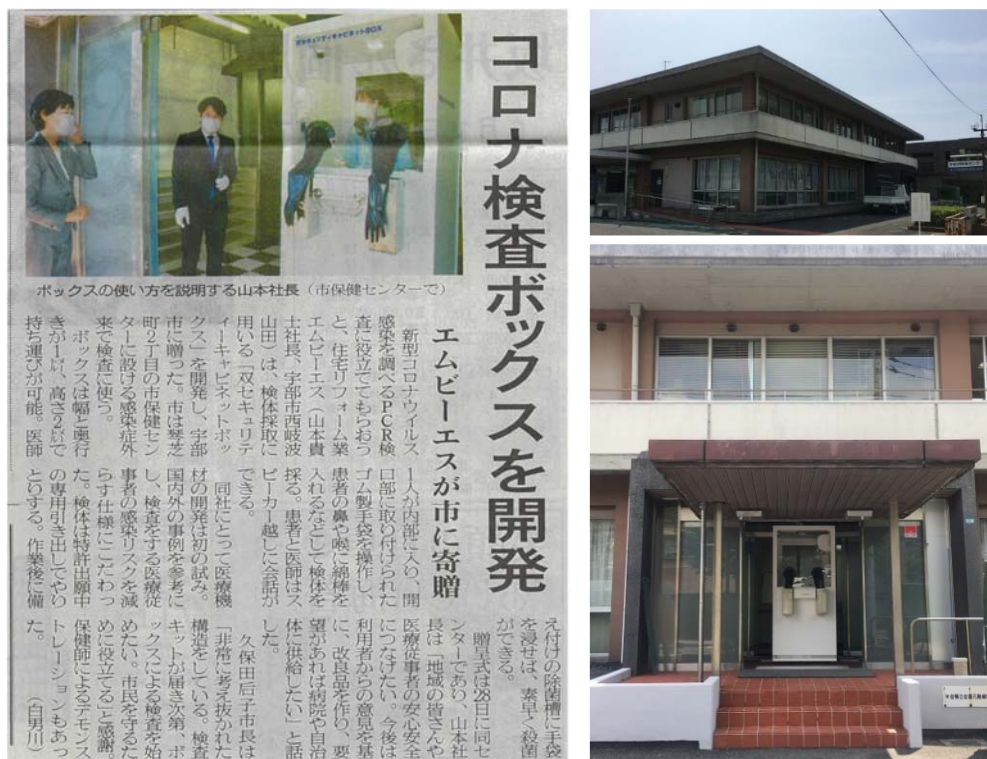 コロナ検査ボックスを開発
エムビーエスが市に寄贈
ボックスの使い方を説明する山本社長（市保健センターで）
新型コロナウイルス
感染を調べるＰＣＲ検
査に役立ててもらおう
と、住宅リフォーム業
エムビーエス（山本貴
士社長、宇部市西岐波
山田）は、検体採取に
用いる「双セキュリテ
ィーキャビネットボッ
クス」を開発し、宇部
市に贈った。市は琴芝
町２丁目の市保健セン
ターに設ける感染症外
来で検査に使う。
ボックスは幅と奥行
きが１㍍、高さ２㍍で
持ち運びが可能。医師
１人が内部に入り、開
口部に取り付けられた
ゴム製手袋を操作し、
患者の鼻や喉に綿棒を
入れるなどして検体を
採る。患者と医師はス
ピーカー越しに会話が
できる。
同社にとって医療機
材の開発は初の試み。
国内外の事例を参考に
し、検査をする医療従
事者の感染リスクを減
らす仕様にこだわっ
た。検体は特許出願中
の専用引き出しでやり
とりする。作業後に備
え付けの除菌槽に手袋
を浸せば、素早く殺菌
ができる。
贈呈式は28日に同セ
ンターであり、山本社
長は「地域の皆さんや
医療従事者の安心安全
につなげたい。今後は
利用者からの意見を基
に、改良品を作り、要
望があれば病院や自治
体に供給したい」と話
した。
久保田后子市長は
「非常に考え抜かれた
構造をしている。検査
キットが届き次第、ボ
ックスによる検査を始
めたい。市民を守るた
めに役立てる」と感謝。
保健師によるデモンス
トレーションもあっ
た。（白男川）